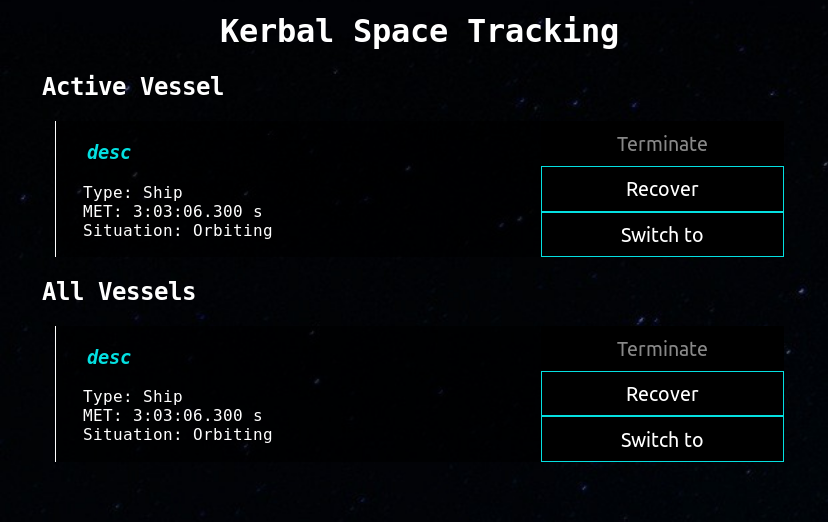 Kerbal Space Tracking
Active Vessel
desc
Type: Ship
MET: 3:03:06.300 s
Situation: Orbiting
Terminate
Recover
Switch to
All Vessels
desc
Type: Ship
MET: 3:03:06.300 s
Situation: Orbiting
Terminate
Recover
Switch to